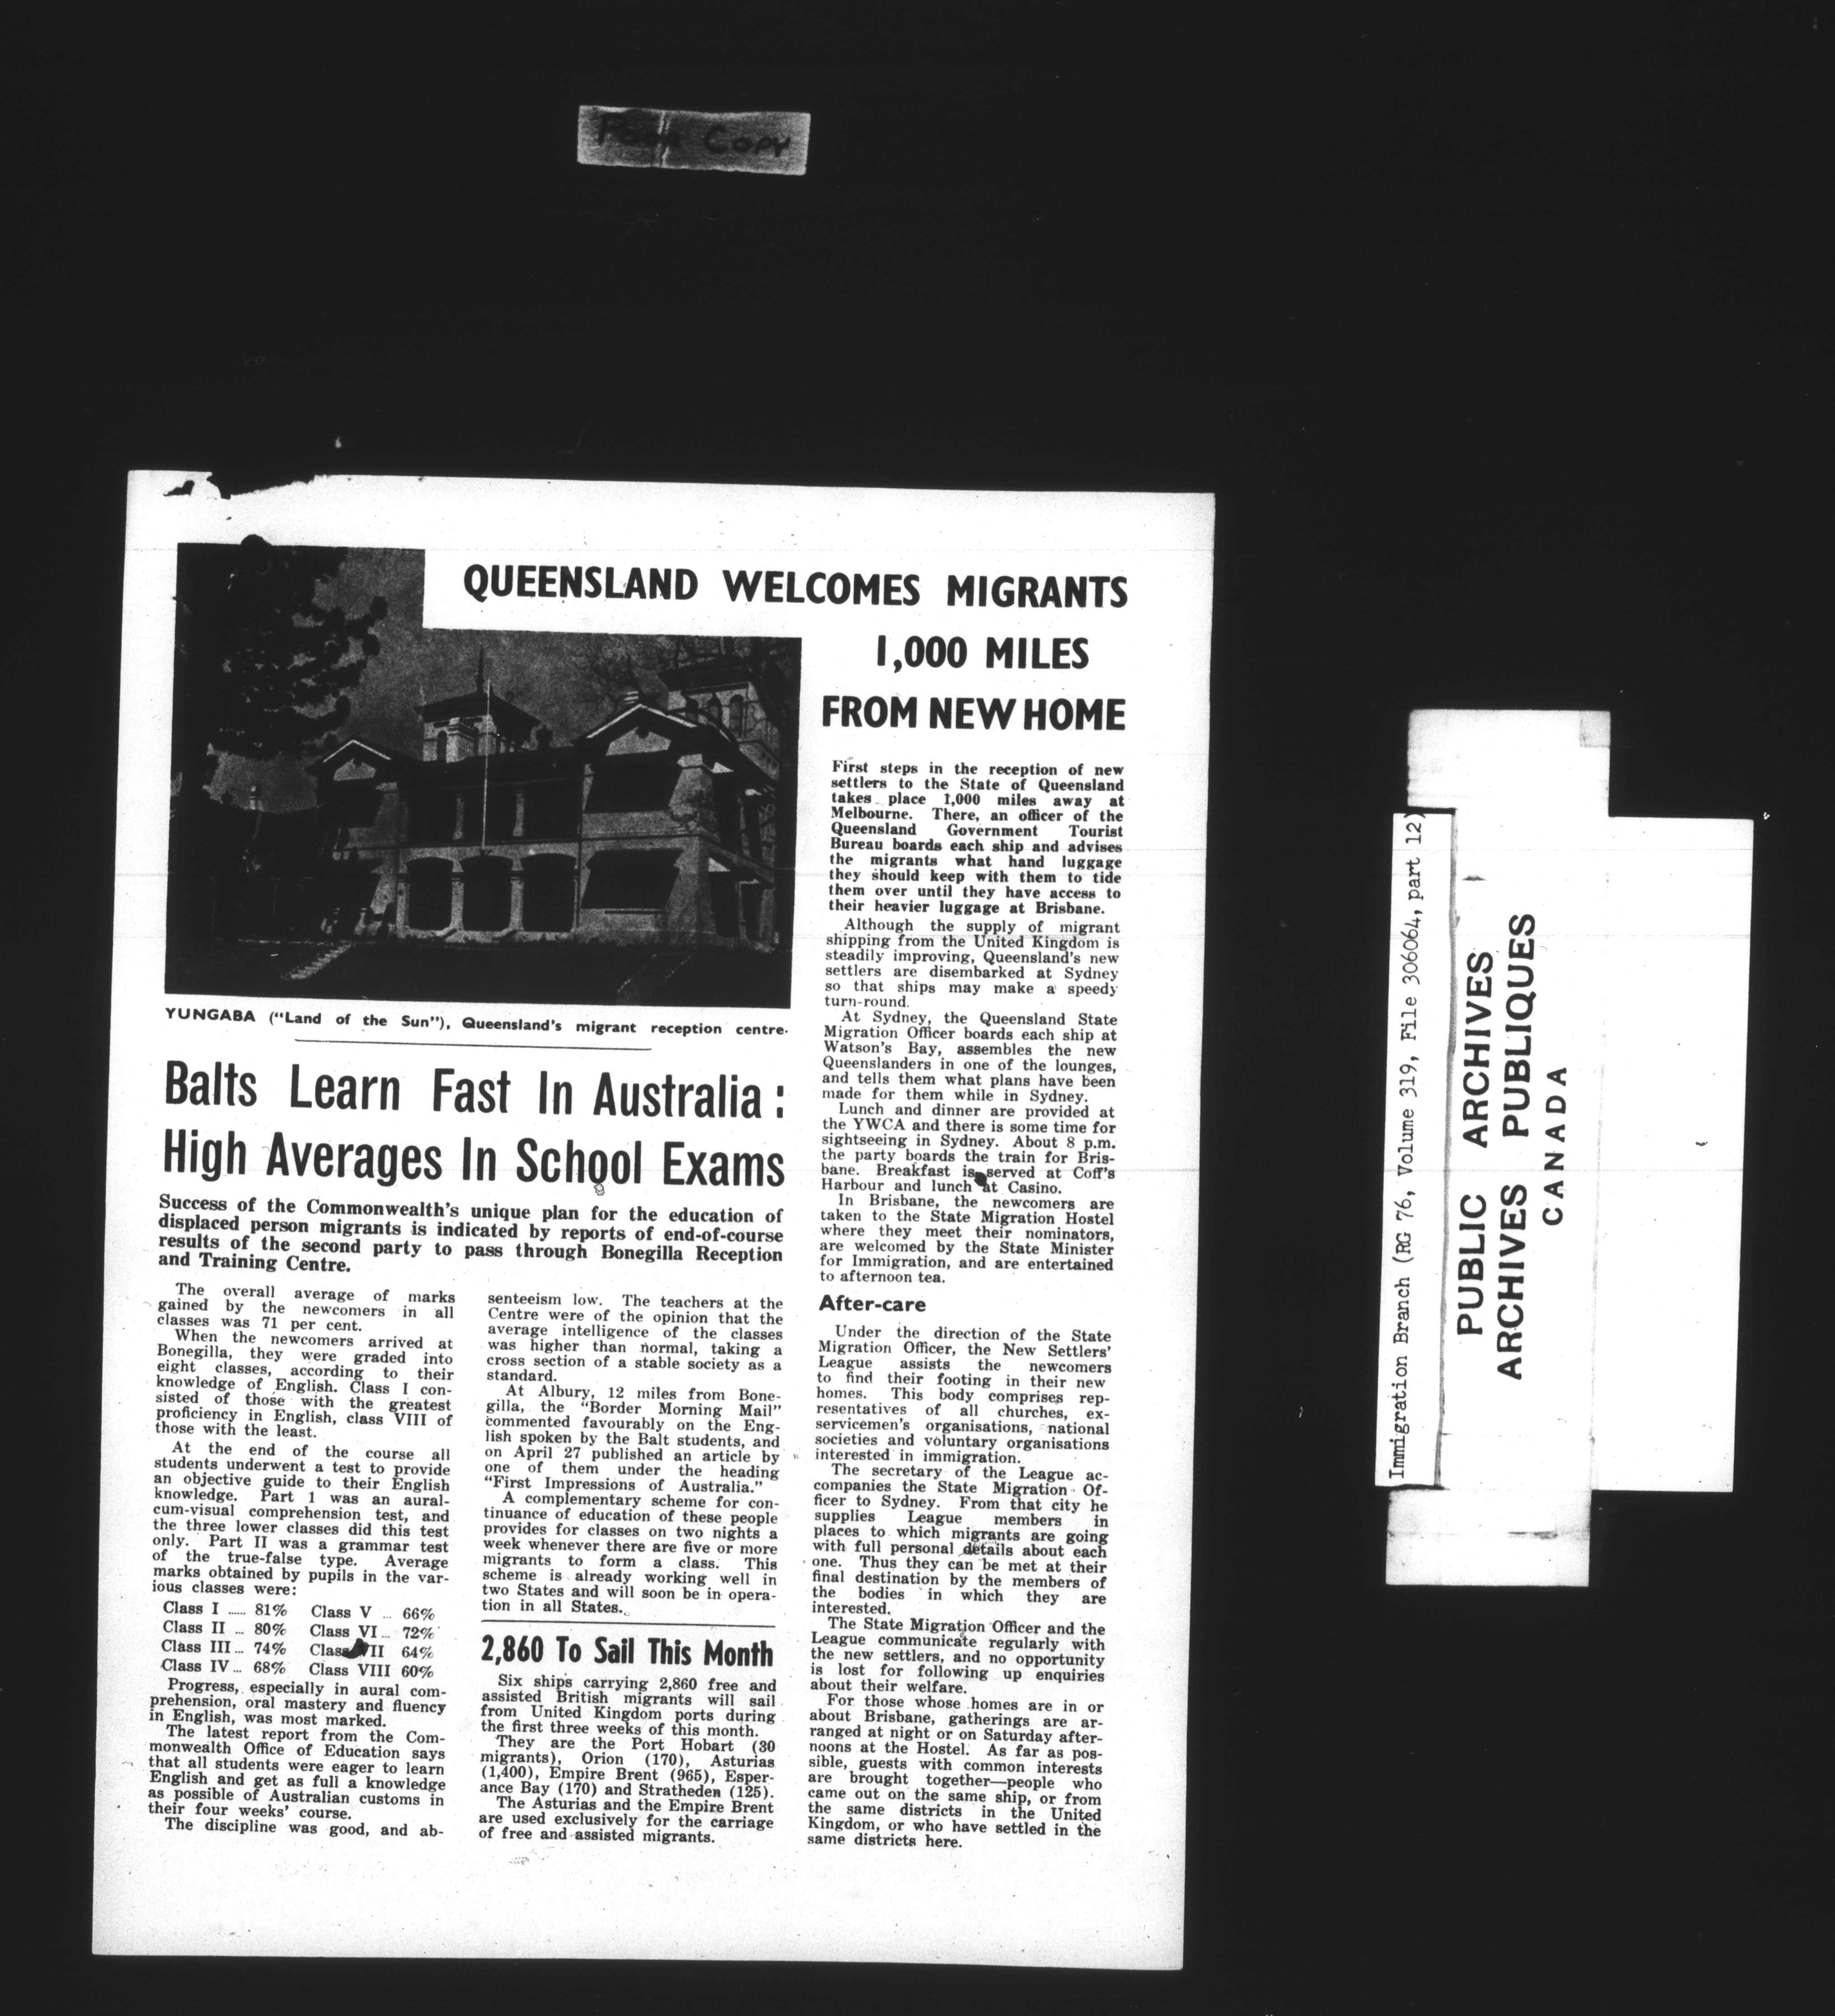 Poor Copy
QUEENSLAND WELCOMES MIGRANTS
1,000 MILES
FROM NEW HOME
YUNGABA ("Land of the Sun"), Queensland's migrant reception centre.
First steps in the reception of new
settlers to the State of Queensland
takes place 1,000 miles away at
Melbourne. There, an officer of the
Queensland Government Tourist
Bureau boards each ship and advises
the migrants what hand luggage
they should keep with them to tide
them over until they have access to
their heavier luggage at Brisbane.
Although the supply of migrant
shipping from the United Kingdom is
steadily improving, Queensland's new
settlers are disembarked at Sydney
so that ships may make a speedy
turn-round.
At Sydney, the Queensland State
Migration Officer boards each ship at
Watson's Bay, assembles the new
Queenslanders in one of the lounges,
and tells them what plans have been
made for them while in Sydney.
Lunch and dinner are provided at
the YWCA and there is some time for
sightseeing in Sydney. About 8 p.m.
the party boards the train for Bris-
bane. Breakfast is served at Coff's
Harbour and lunch at Casino.
In Brisbane, the newcomers are
taken to the State Migration Hostel
where they meet their nominators,
are welcomed by the State Minister
for Immigration, and are entertained
to afternoon tea.
After-care
Under the direction of the State
Migration Officer, the New Settlers'
League assists the newcomers
to find their footing in their new
homes. This body comprises rep-
resentatives of all churches, ex-
servicemen's organisations, national
societies and voluntary organisations
interested in immigration.
The secretary of the League ac-
companies the State Migration Of-
ficer to Sydney. From that city he
supplies League members in
places to which migrants are going
with full personal details about each
one. Thus they can be met at their
final destination by the members of
the bodies in which they are
interested.
The State Migration Officer and the
League communicate regularly with
the new settlers, and no opportunity
is lost for following up enquiries
about their welfare.
For those whose homes are in or
about Brisbane, gatherings are ar-
ranged at night or on Saturday after-
noons at the Hostel. As far as pos-
sible, guests with common interests
are brought together—people who
came out on the same ship, or from
the same districts in the United
Kingdom, or who have settled in the
same districts here.
Balts Learn Fast In Australia :
High Averages In School Exams
Success of the Commonwealth's unique plan for the education of
displaced person migrants is indicated by reports of end-of-course
results of the second party to pass through Bonegilla Reception
and Training Centre.
The overall average of marks
gained by the newcomers in all
classes was 71 per cent.
When the newcomers arrived at
Bonegilla, they were graded into
eight classes, according to their
knowledge of English. Class I con-
sisted of those with the greatest
proficiency in English, class VIII of
those with the least.
At the end of the course all
students underwent a test to provide
an objective guide to their English
knowledge. Part 1 was an aural-
cum-visual comprehension test, and
the three lower classes did this test
only. Part II was a grammar test
of the true-false type. Average
marks obtained by pupils in the var-
ious classes were:
Class I ...... 81% Class V ... 66%
Class II ... 80% Class VI ... 72%
Class III ... 74% Class VII 64%
Class IV ... 68% Class VIII 60%
Progress, especially in aural com-
prehension, oral mastery and fluency
in English, was most marked.
The latest report from the Com-
monwealth Office of Education says
that all students were eager to learn
English and get as full a knowledge
as possible of Australian customs in
their four weeks' course.
The discipline was good, and ab-
senteeism low. The teachers at the
Centre were of the opinion that the
average intelligence of the classes
was higher than normal, taking a
cross section of a stable society as a
standard.
At Albury, 12 miles from Bone-
gilla, the "Border Morning Mail"
commented favourably on the Eng-
lish spoken by the Balt students, and
on April 27 published an article by
one of them under the heading
"First Impressions of Australia."
A complementary scheme for con-
tinuance of education of these people
provides for classes on two nights a
week whenever there are five or more
migrants to form a class. This
scheme is already working well in
two States and will soon be in opera-
tion in all States.
2,860 To Sail This Month
Six ships carrying 2,860 free and
assisted British migrants will sail
from United Kingdom ports during
the first three weeks of this month.
They are the Port Hobart (30
migrants), Orion (170), Asturias
(1,400), Empire Brent (965), Esper-
ance Bay (170) and Stratheden (125).
The Asturias and the Empire Brent
are used exclusively for the carriage
of free and assisted migrants.
Immigration Branch (RG 76, Volume 319, File 306064, part 12)
PUBLIC ARCHIVES
ARCHIVES PUBLIQUES
CANADA